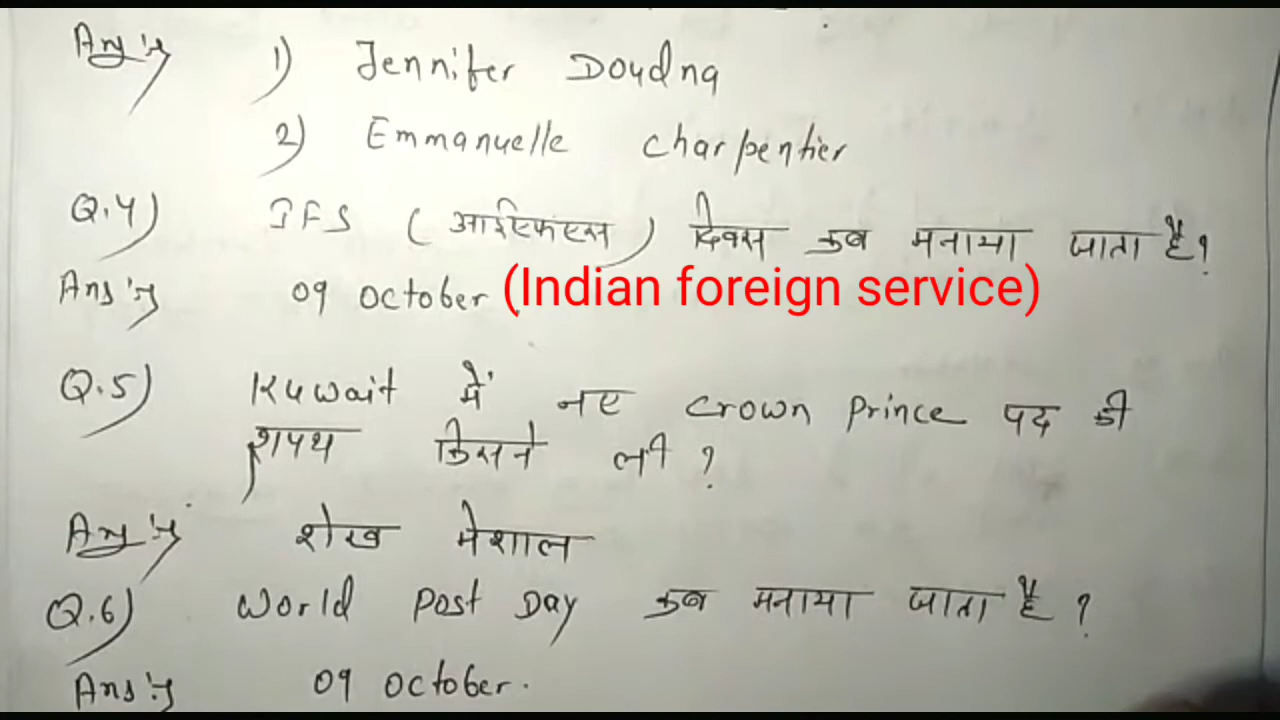 Ans:→ 1) Jennifer Doudna
2) Emmanuelle charpentier
Q.4) IFS (आईएफएस) दिवस कब मनाया जाता है?
Ans:→ 09 October (Indian foreign service)
Q.5) Kuwait में नए crown prince पद की
शपथ किसने ली?
Ans:→ शेख मेशाल
Q.6) World Post Day कब मनाया जाता है?
Ans:→ 09 October.